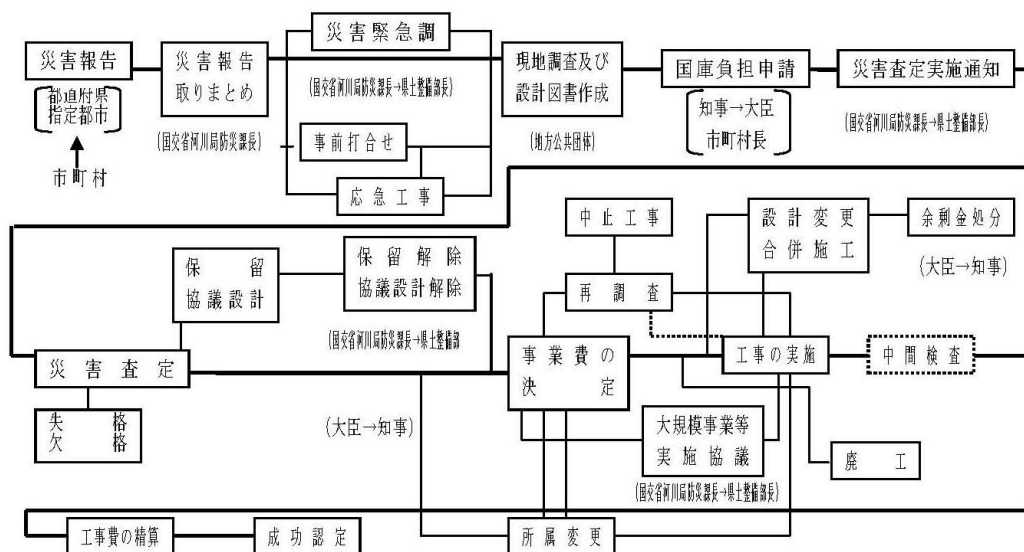 災害緊急調
災害報告
災害報告
取りまとめ
現地調査及び
設計図書作成
国庫負担申請
災害査定実施通知
都道府県
指定都市
市町村
(国交省河川局防災課長)
(国交省河川局防災課長→県土整備部長)
事前打合せ
応急工事
(地方公共団体)
知事→大臣
市町村長
(国交省河川局防災課長→県土整備部長)
中止工事
設計変更
合併施工
余剰金処分
(大臣→知事)
保留
協議設計
保留解除
協議設計解除
(国交省河川局防災課長→県土整備部
再調査
災害査定
事業費の
決定
工事の実施
中間検査
失格
欠格
(大臣→知事)
大規模事業等
実施協議
(国交省河川局防災課長→県土整備部長)
廃工
工事費の精算
成功認定
所属変更